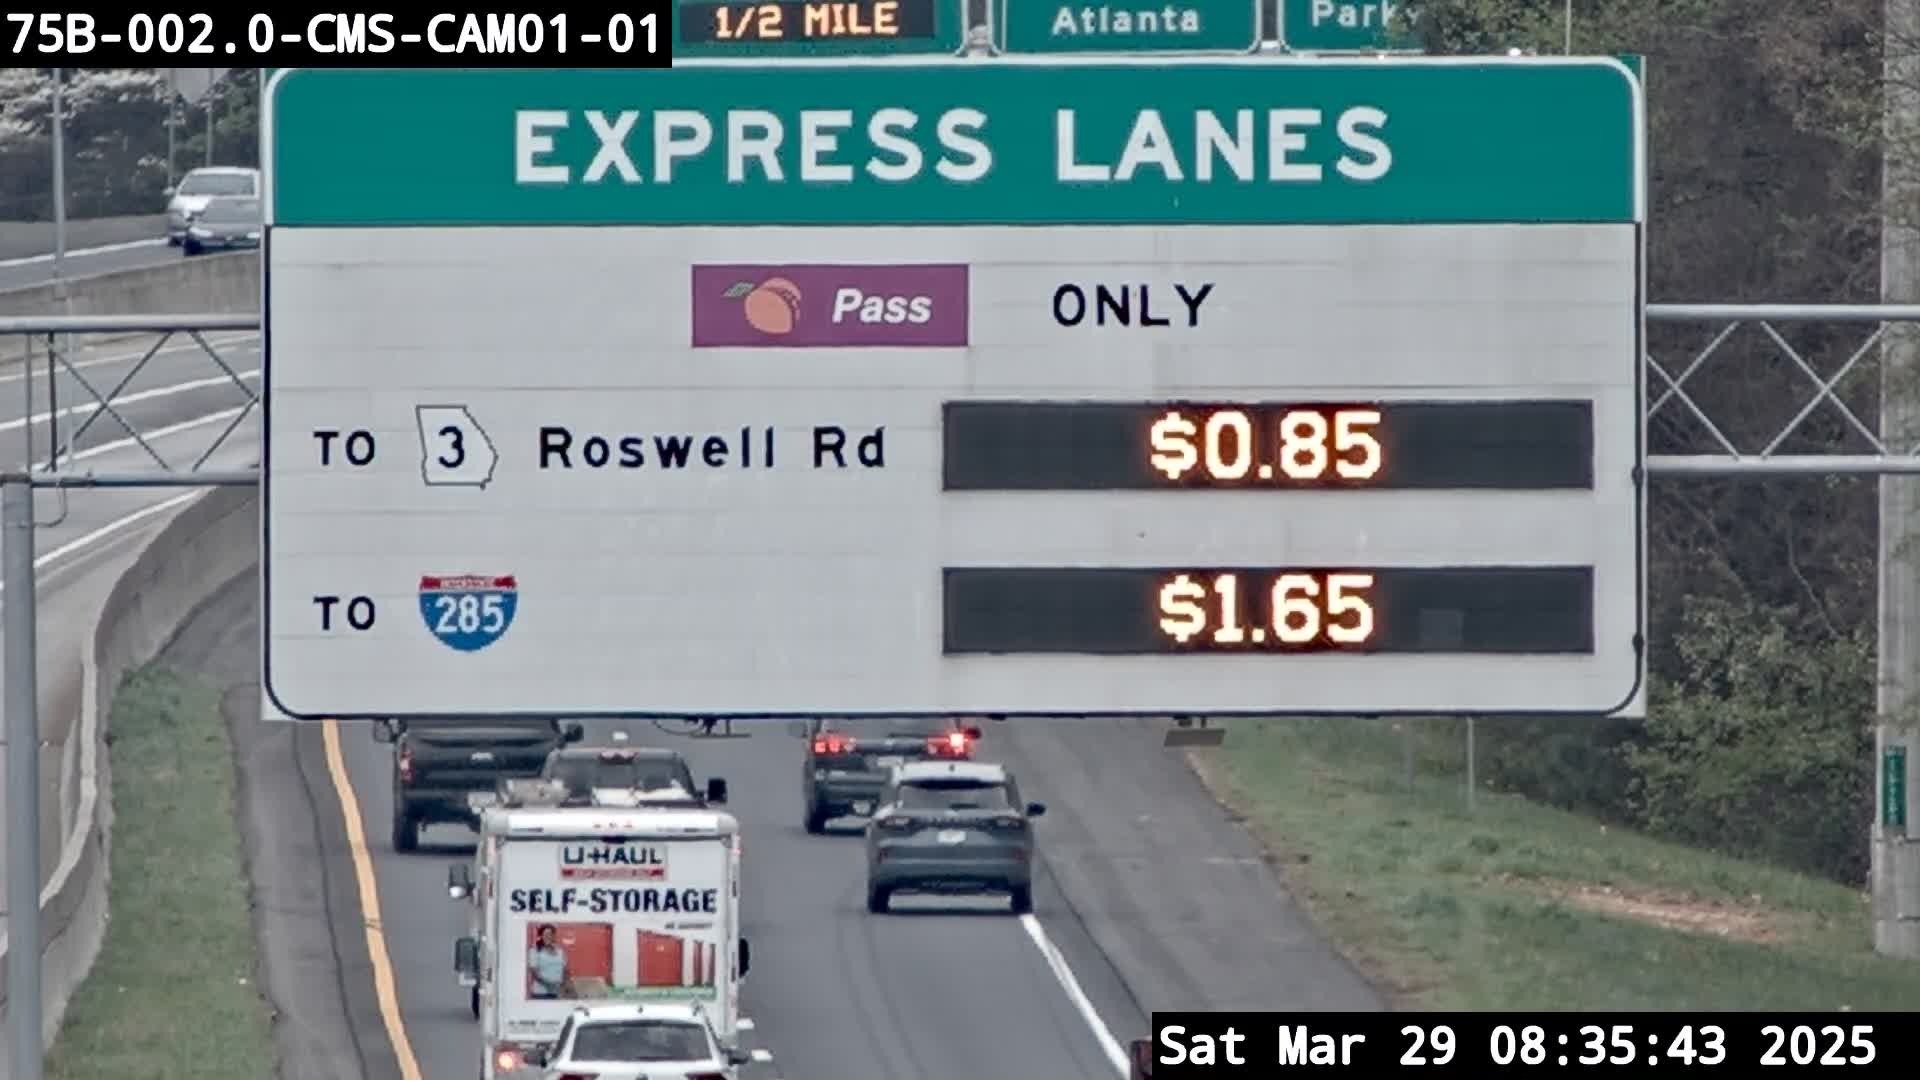 75B-002.0-CMS-CAM01-01
1/2 MILE
Atlanta
Parky
EXPRESS LANES
Pass ONLY
TO 3 Roswell Rd $0.85
TO 285 $1.65
U-HAUL
SELF-STORAGE
Sat Mar 29 08:35:43 2025